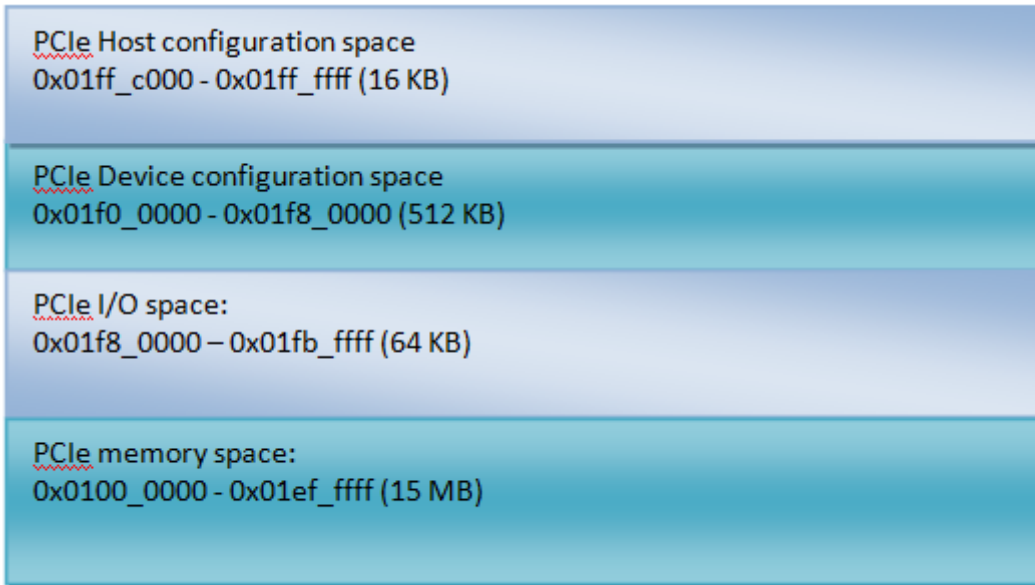 PCIe Host configuration space
0x01ff_c000 - 0x01ff_ffff (16 KB)
PCIe Device configuration space
0x01f0_0000 - 0x01f8_0000 (512 KB)
PCIe I/O space:
0x01f8_0000 – 0x01fb_ffff (64 KB)
PCIe memory space:
0x0100_0000 - 0x01ef_ffff (15 MB)